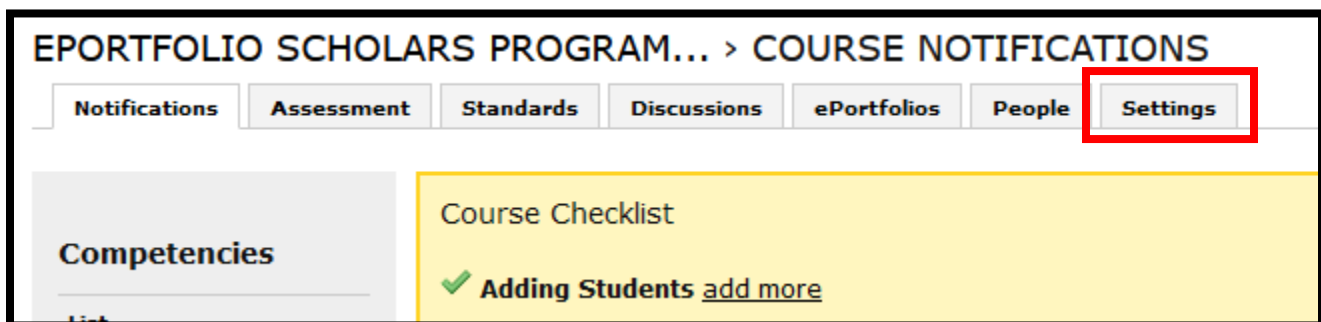 EPORTFOLIO SCHOLARS PROGRAM... > COURSE NOTIFICATIONS
Notifications Assessment Standards Discussions ePortfolios People Settings
Course Checklist
Competencies
Adding Students add more
List